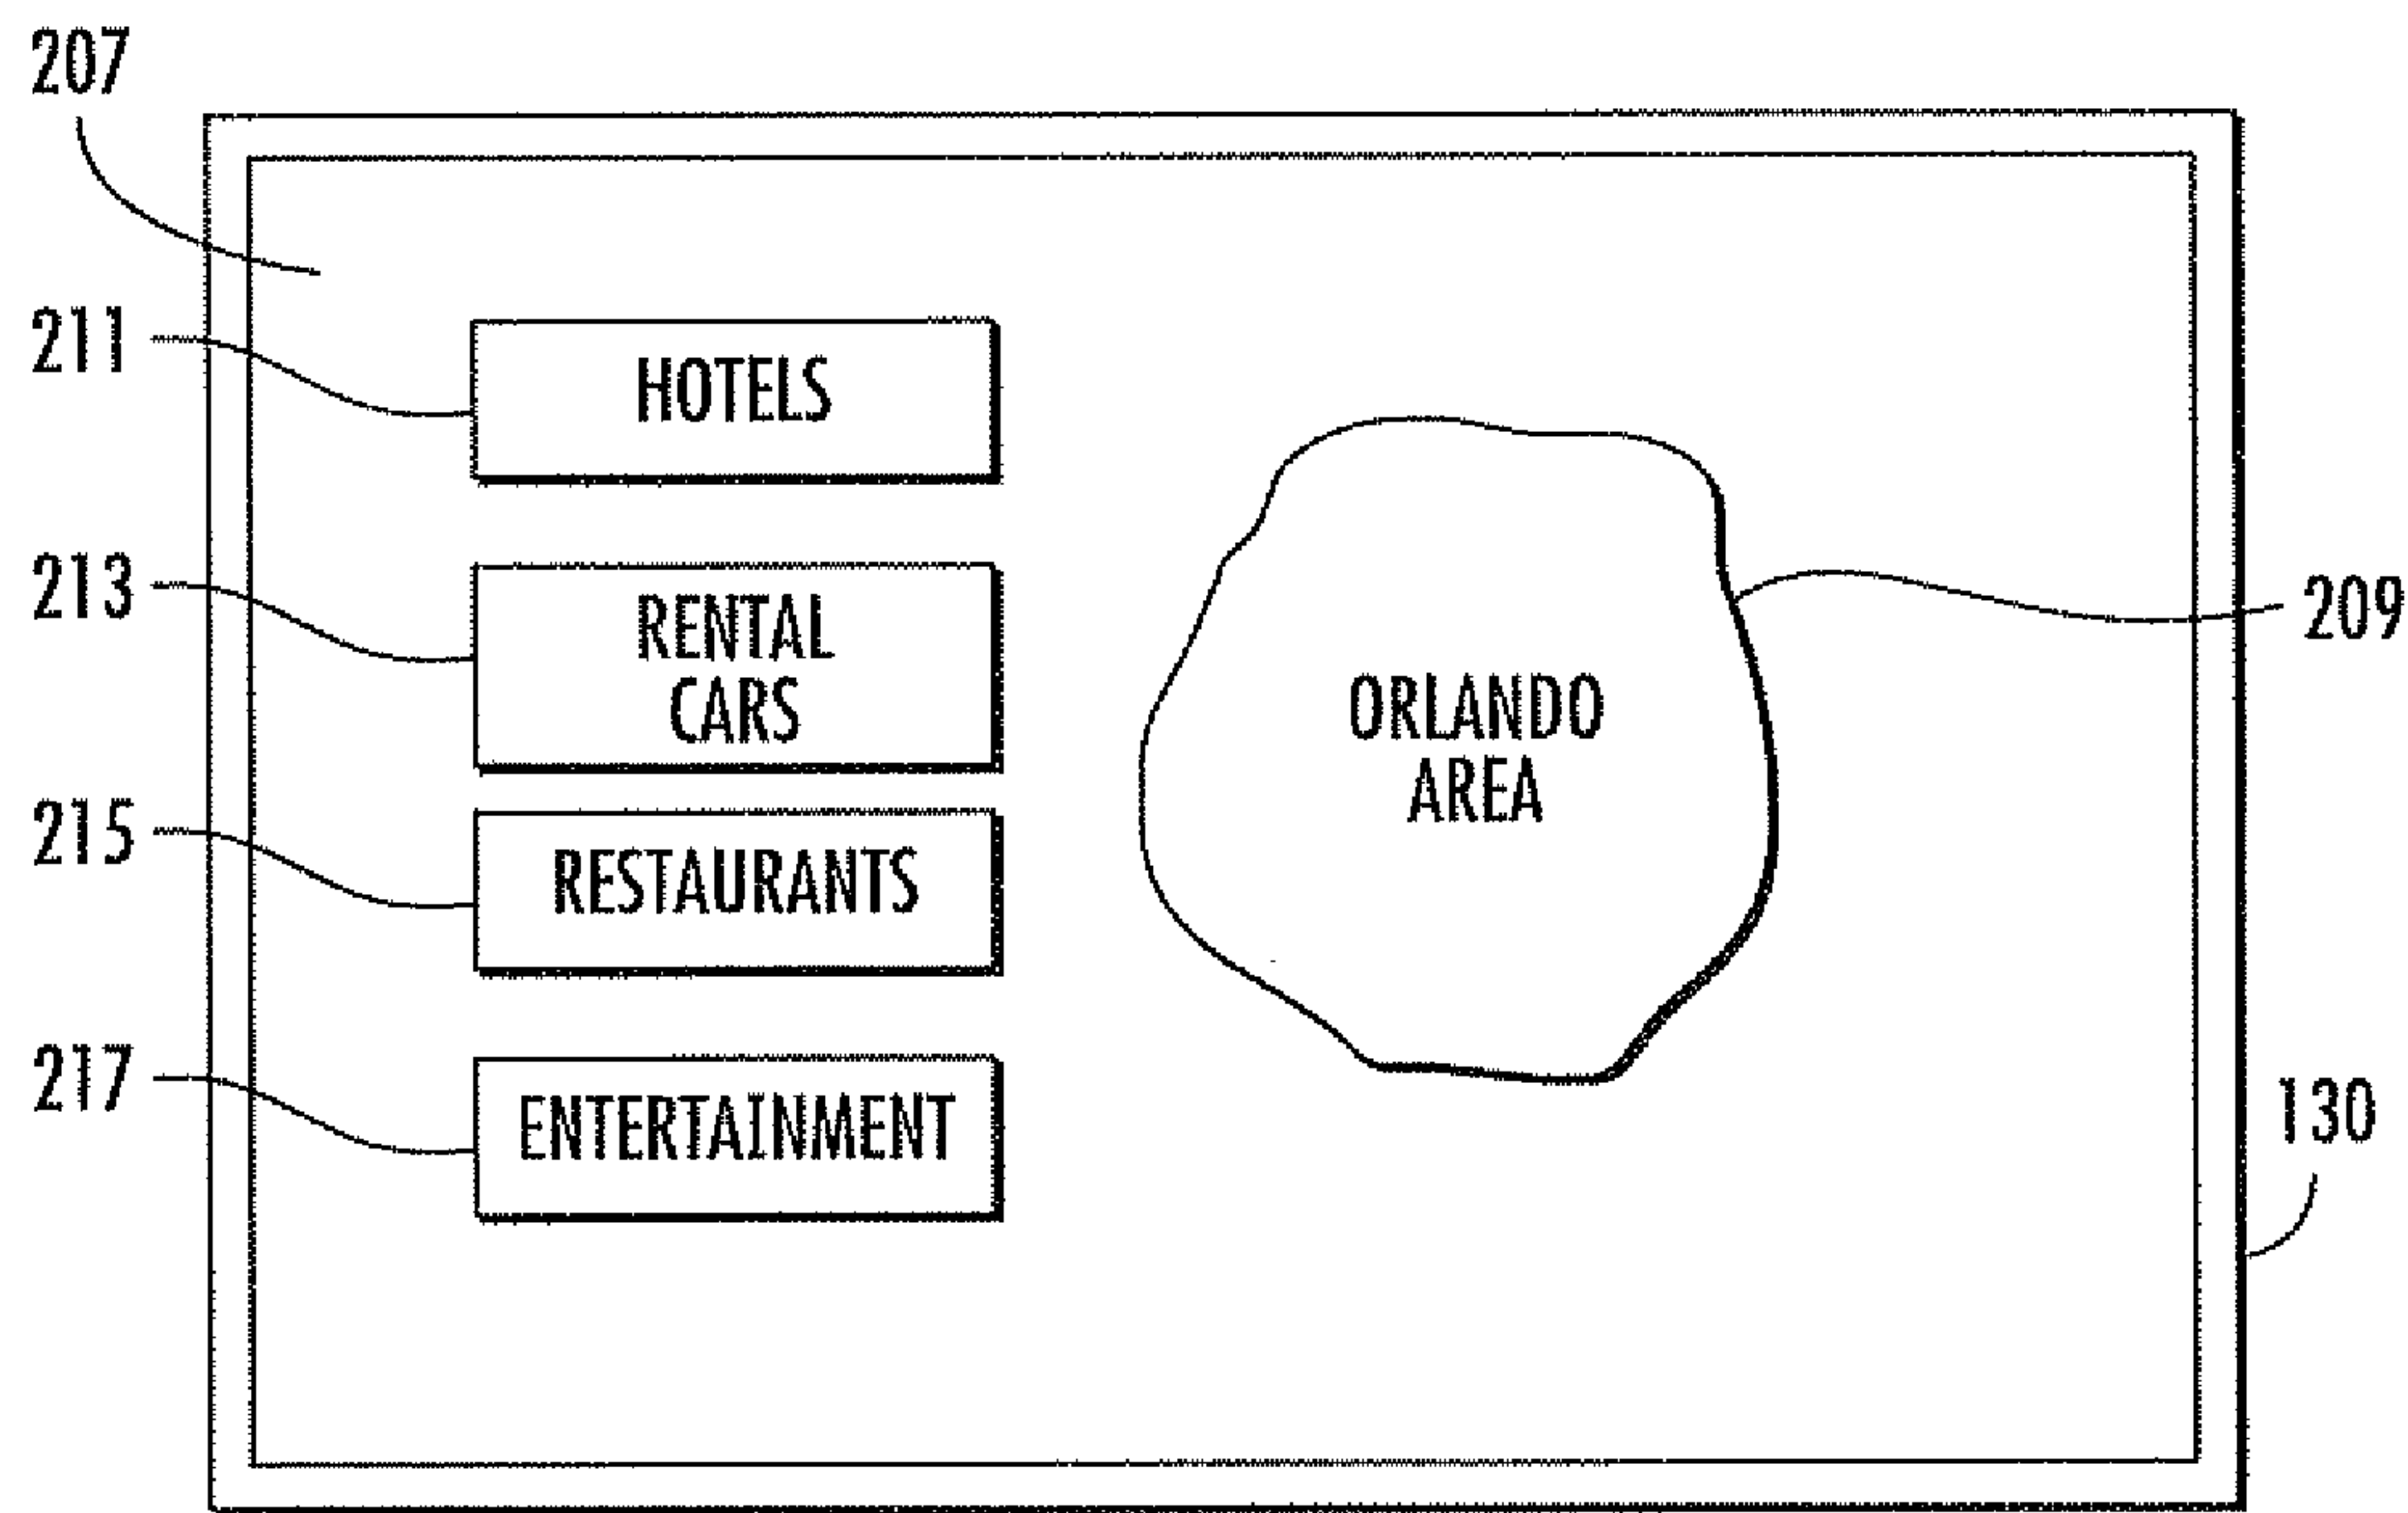 207
211
HOTELS
213
RENTAL
CARS
209
ORLANDO
AREA
215
RESTAURANTS
217
ENTERTAINMENT
130